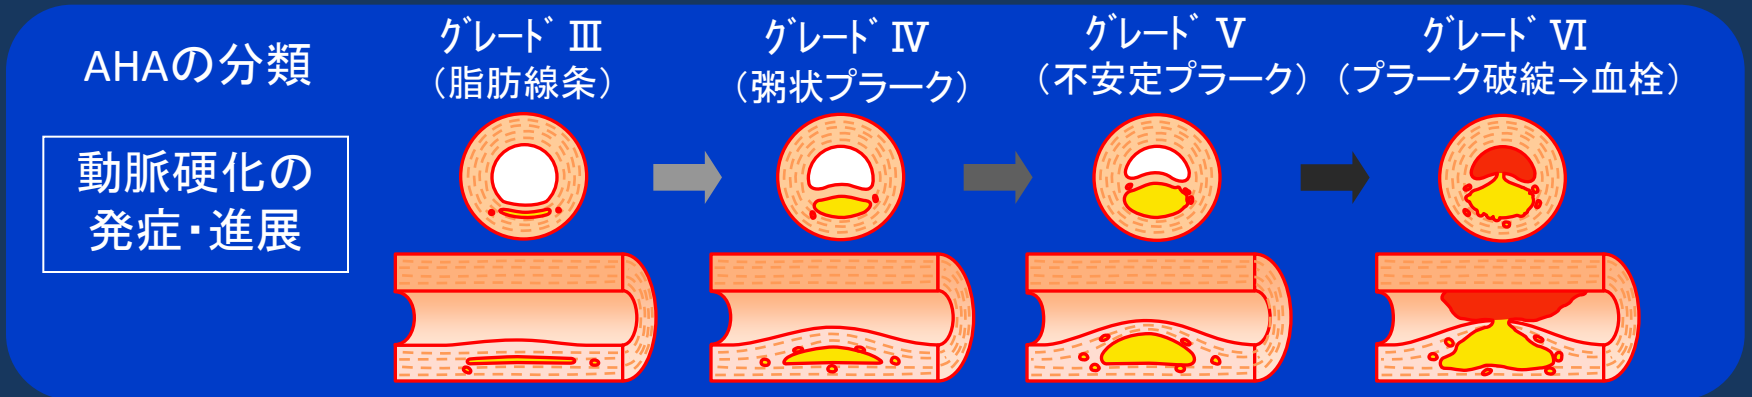 AHAの分類
動脈硬化の
発症・進展
グレード Ⅲ
（脂肪線条）
グレード Ⅳ
（粥状プラーク）
グレード Ⅴ
（不安定プラーク）
グレード Ⅵ
（プラーク破綻→血栓）